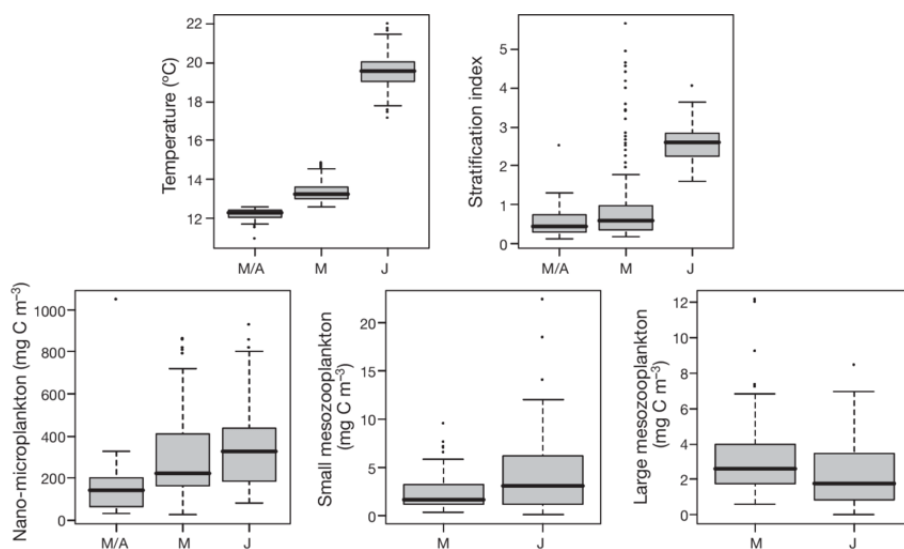 Temperature (ºC)
22
20
18
16
14
12
M/A
M
J
Stratification index
5
4
3
2
1
0
M/A
M
J
Nano-microplankton (mg C m⁻³)
1000
800
600
400
200
0
M/A
M
J
Small mesozooplankton
(mg C m⁻³)
20
15
10
5
0
M
J
Large mesozooplankton
(mg C m⁻³)
12
10
8
6
4
2
0
M
J